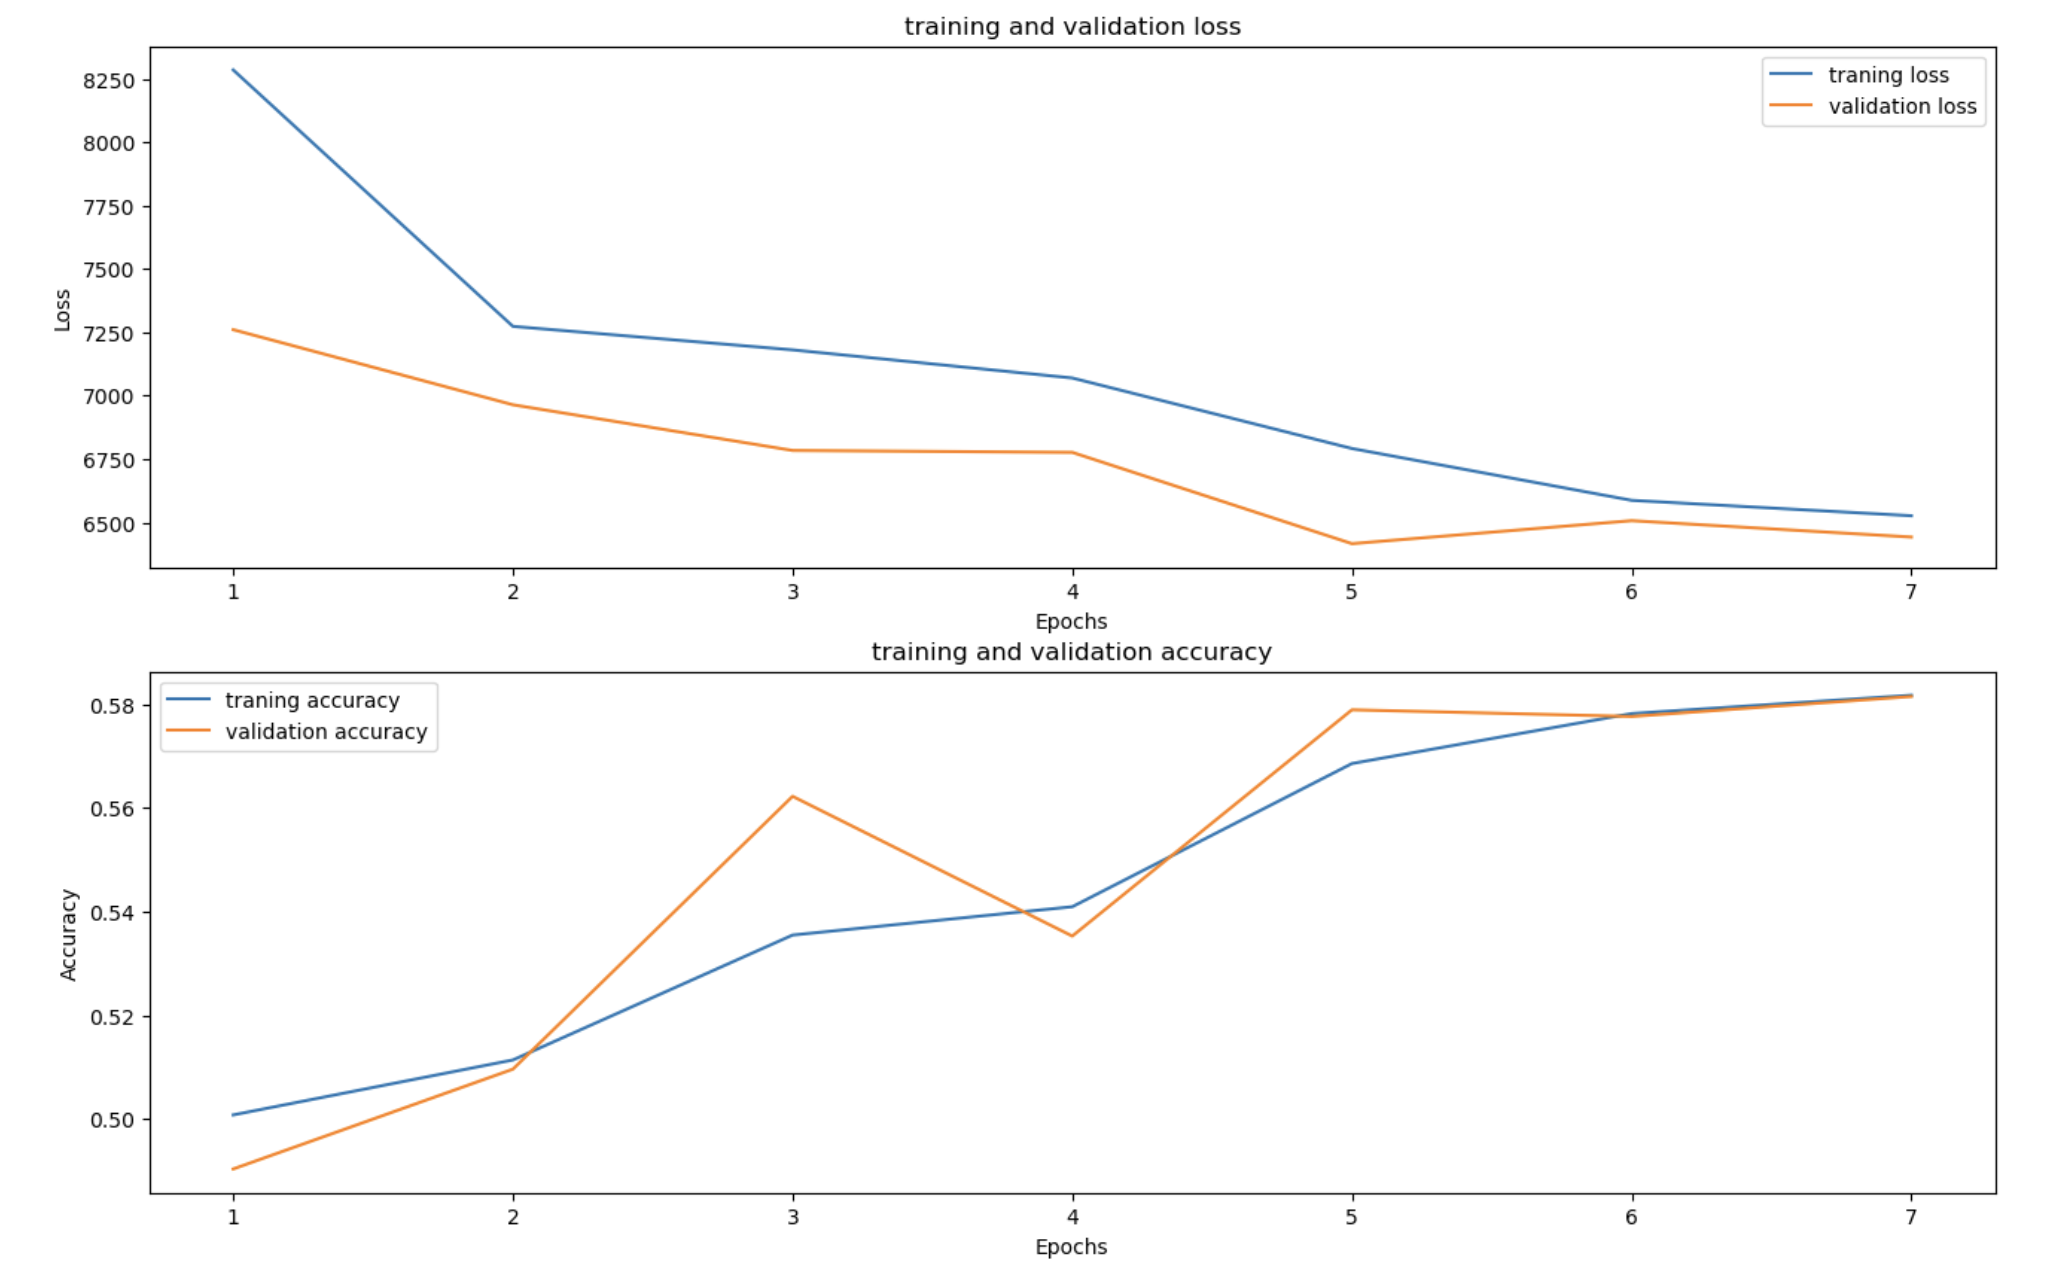 training and validation loss
8250
8000
7750
7500
7250
7000
6750
6500
Loss
traning loss
validation loss
1 2 3 4 5 6 7
Epochs
training and validation accuracy
0.58
0.56
0.54
0.52
0.50
Accuracy
traning accuracy
validation accuracy
1 2 3 4 5 6 7
Epochs